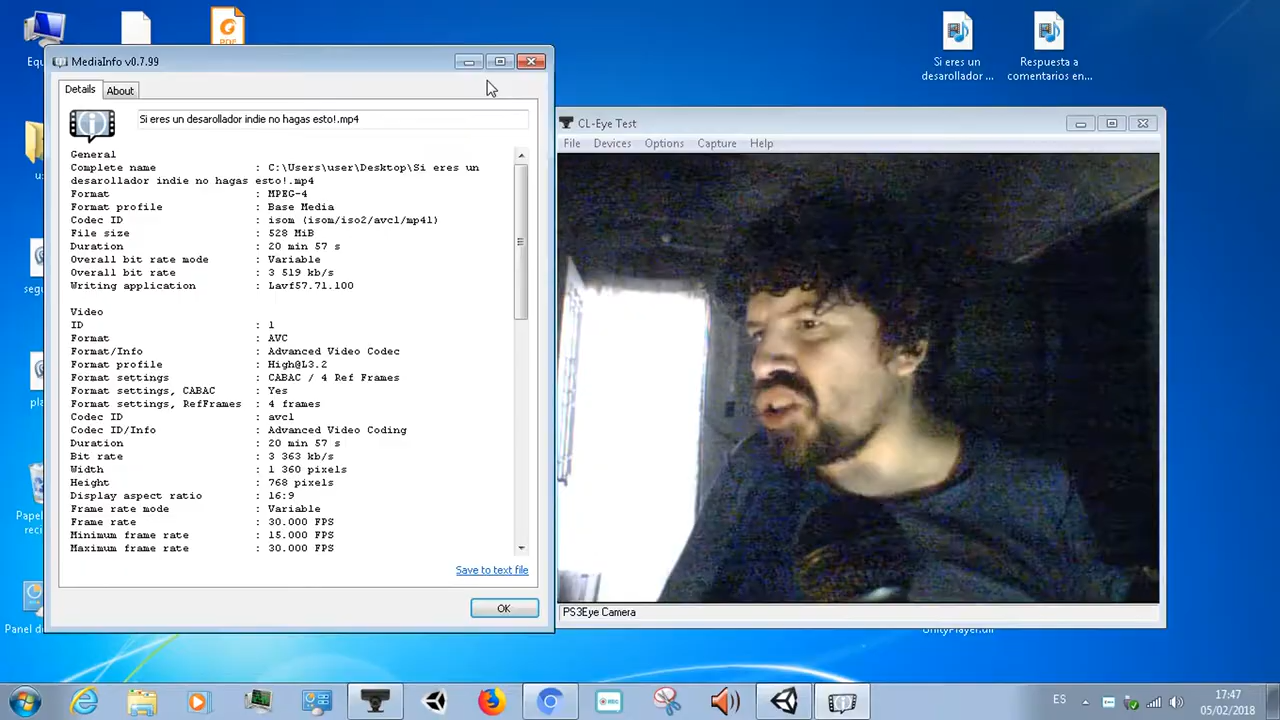 PDF
Equ
Si eres un
desarollador ...
Respuesta a
comentarios en...
MediaInfo v0.7.99
Details
About
Si eres un desarollador indie no hagas esto!.mp4
General
Complete name : C:\Users\user\Desktop\Si eres un
desarollador indie no hagas esto!.mp4
Format : MPEG-4
Format profile : Base Media
Codec ID : isom (isom/iso2/avc1/mp41)
File size : 528 MiB
Duration : 20 min 57 s
Overall bit rate mode : Variable
Overall bit rate : 3 519 kb/s
Writing application : Lavf57.71.100
Video
ID : 1
Format : AVC
Format/Info : Advanced Video Codec
Format profile : High@L3.2
Format settings : CABAC / 4 Ref Frames
Format settings, CABAC : Yes
Format settings, RefFrames : 4 frames
Codec ID : avc1
Codec ID/Info : Advanced Video Coding
Duration : 20 min 57 s
Bit rate : 3 363 kb/s
Width : 1 360 pixels
Height : 768 pixels
Display aspect ratio : 16:9
Frame rate mode : Variable
Frame rate : 30.000 FPS
Minimum frame rate : 15.000 FPS
Maximum frame rate : 30.000 FPS
Save to text file
OK
CL-Eye Test
File Devices Options Capture Help
PS3Eye Camera
UnityPlayer.dll
u
segu
pla
Pape
reci
Panel d
REC
ES
17:47
05/02/2018